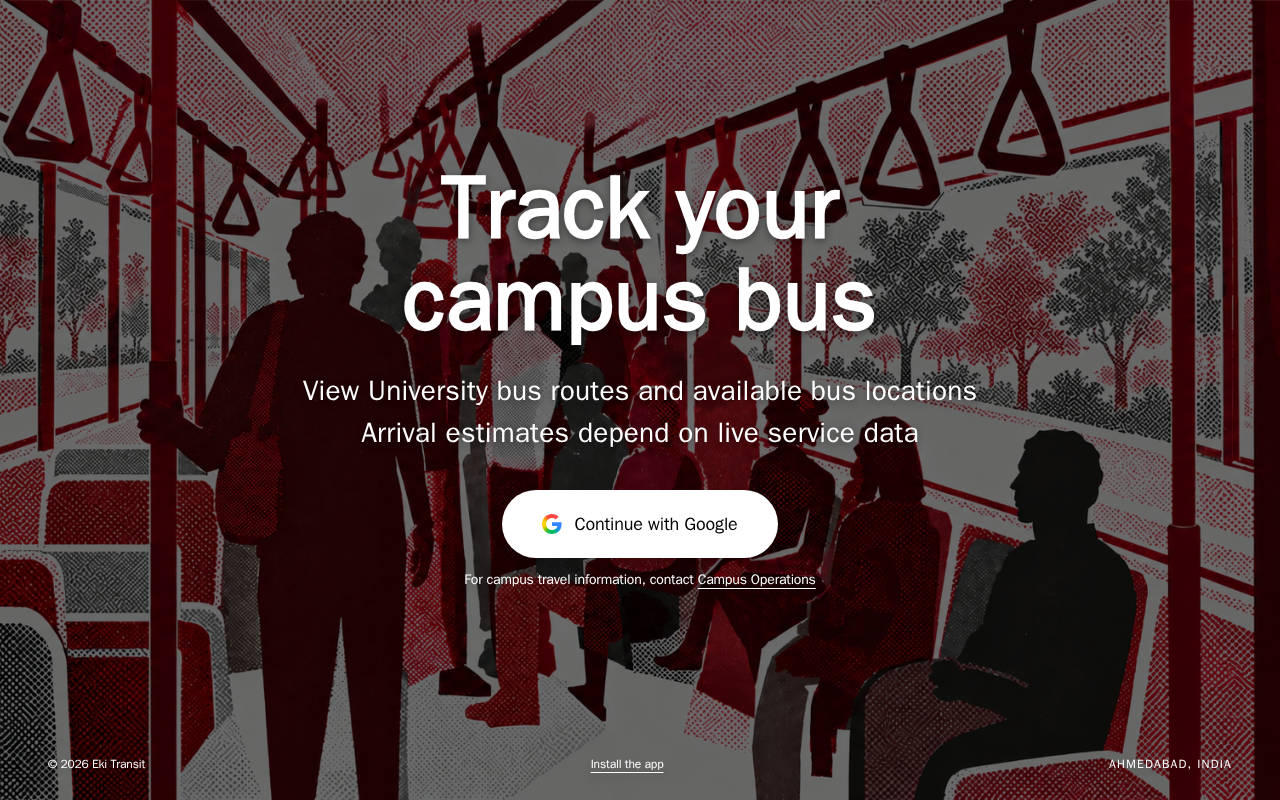 Track your
campus bus
View University bus routes and available bus locations
Arrival estimates depend on live service data
Continue with Google
For campus travel information, contact Campus Operations
© 2026 Eki Transit
Install the app
AHMEDABAD, INDIA